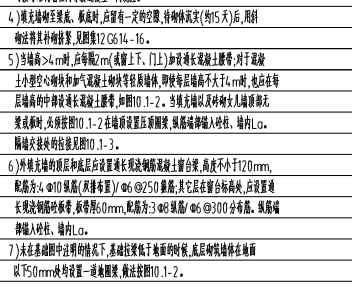 4)填充墙砌至梁底、板底时,应留有一定的空隙,待砌体沉实(约15天)后,用斜
砌法将其补砌挤紧,见图集12G614-16。
5)当墙高>4m时,应每隔2m(或窗上下、门上)加设通长混凝土腰带;对于混凝
土小型空心砌块和加气混凝土砌块等轻质墙体,即使每层墙高不大于4m时,也应在每
层墙高的中部设通长混凝土腰带,如图10.1-2。当填充墙以及砖砌女儿墙顶部无
梁或板时,必须按图10.1-2在墙顶设置压顶圈梁,纵筋端部锚入砼柱、墙内La。
隔墙交接处的拉接见图10.1-3。
6)外填充墙的顶层和底层应设置通长现浇钢筋混凝土窗台梁,高度不小于120mm,
配筋为:4Φ10纵筋(双排布置)/Φ6@250箍筋;其它层在窗台标高处,应设置通
长现浇钢筋砼板带,板带厚60mm,配筋为:3Φ8纵筋/Φ6@300分布筋。纵筋端
部锚入砼柱、墙内La。
7)未在基础图中注明的情况下,基础拉梁低于地面的时候,底层砌筑墙体在地面
以下50mm处均设置一道地圈梁,做法按图10.1-2。